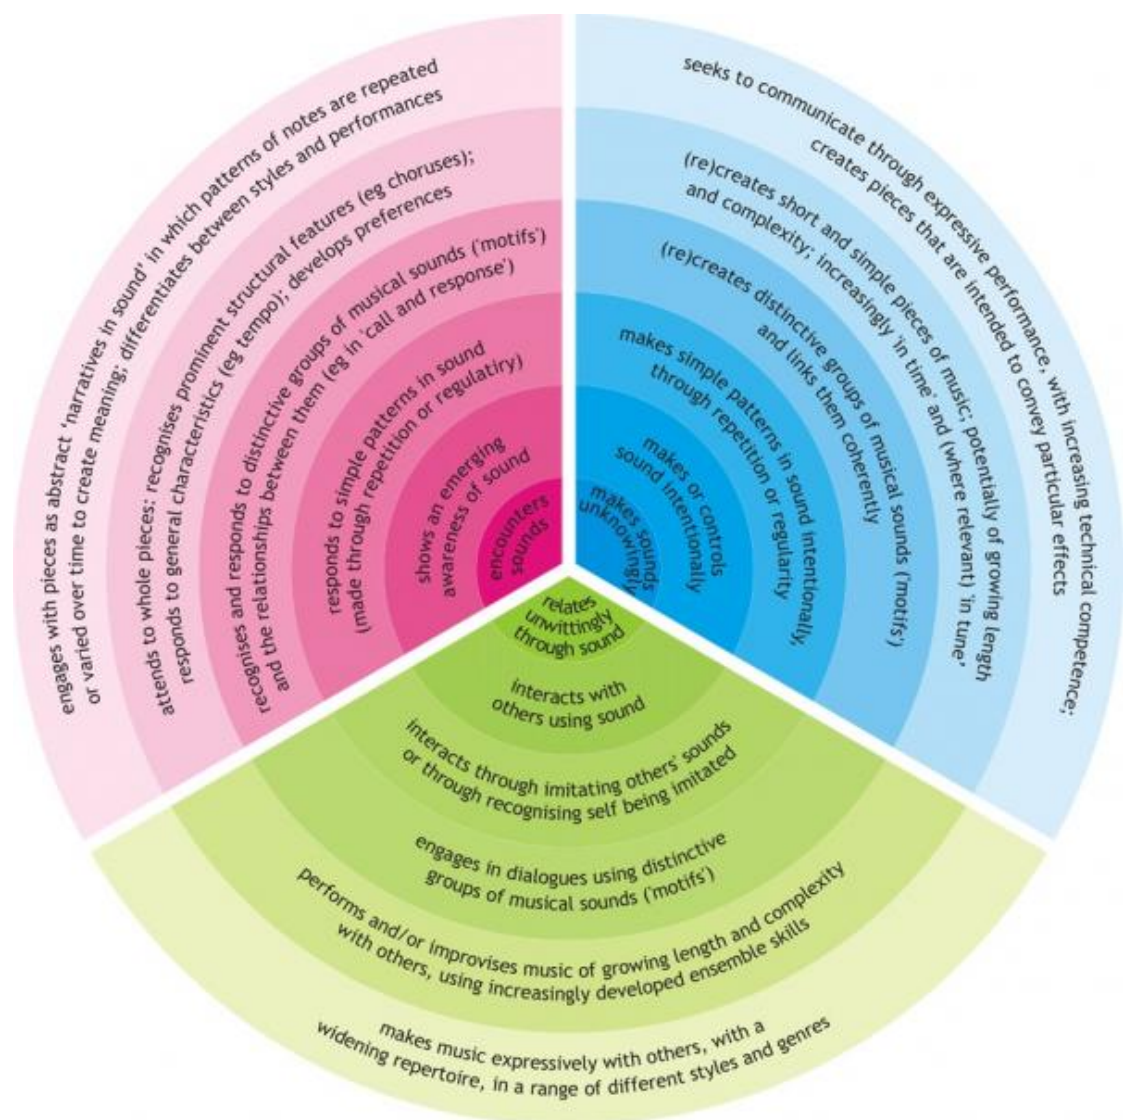 engages with pieces as abstract 'narratives in sound' in which patterns of notes are repeated
or varied over time to create meaning; differentiates between styles and performances
attends to whole pieces: recognises prominent structural features (eg choruses);
responds to general characteristics (eg tempo); develops preferences
recognises and responds to distinctive groups of musical sounds ('motifs')
and the relationships between them (eg in 'call and response')
responds to simple patterns in sound
(made through repetition or regulatiry)
shows an emerging
awareness of sound
encounters
sounds
seeks to communicate through expressive performance, with increasing technical competence;
creates pieces that are intended to convey particular effects
(re)creates short and simple pieces of music; potentially of growing length
and complexity; increasingly 'in time' and (where relevant) 'in tune'
(re)creates distinctive groups of musical sounds ('motifs')
and links them coherently
makes simple patterns in sound intentionally,
through repetition or regularity
makes or controls
sound intentionally
makes sounds
unknowingly
relates
unwittingly
through sound
interacts with
others using sound
interacts through imitating others' sounds
or through recognising self being imitated
engages in dialogues using distinctive
groups of musical sounds ('motifs')
performs and/or improvises music of growing length and complexity
with others, using increasingly developed ensemble skills
makes music expressively with others, with a
widening repertoire, in a range of different styles and genres